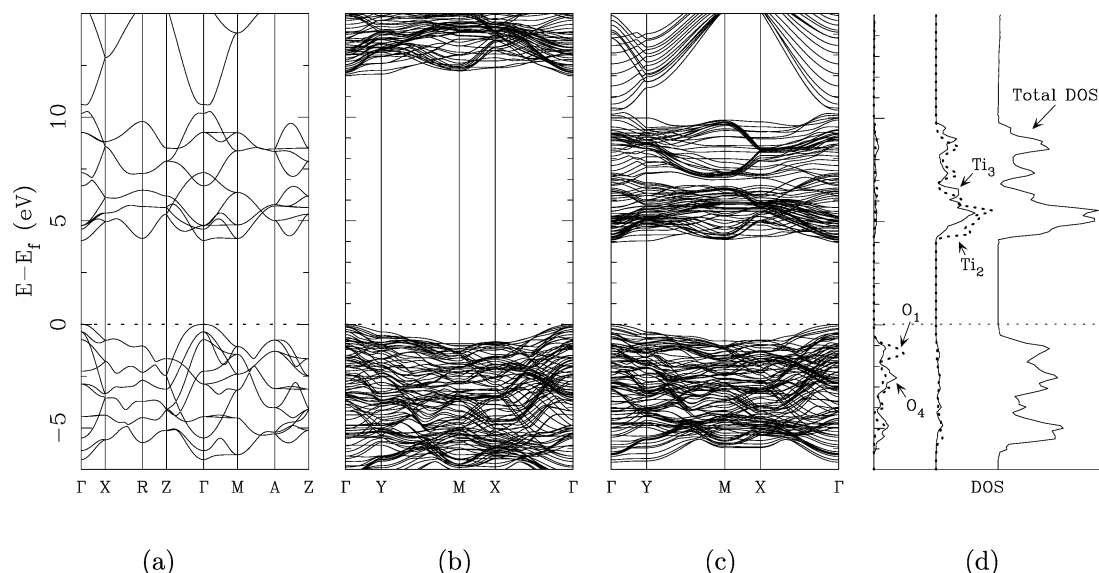 E−E_f (eV)
10
5
0
−5
Total DOS
Ti_3
Ti_2
O_1
O_4
Γ X R Z Γ M A Z
Γ Y M X Γ
Γ Y M X Γ
DOS
(a)
(b)
(c)
(d)